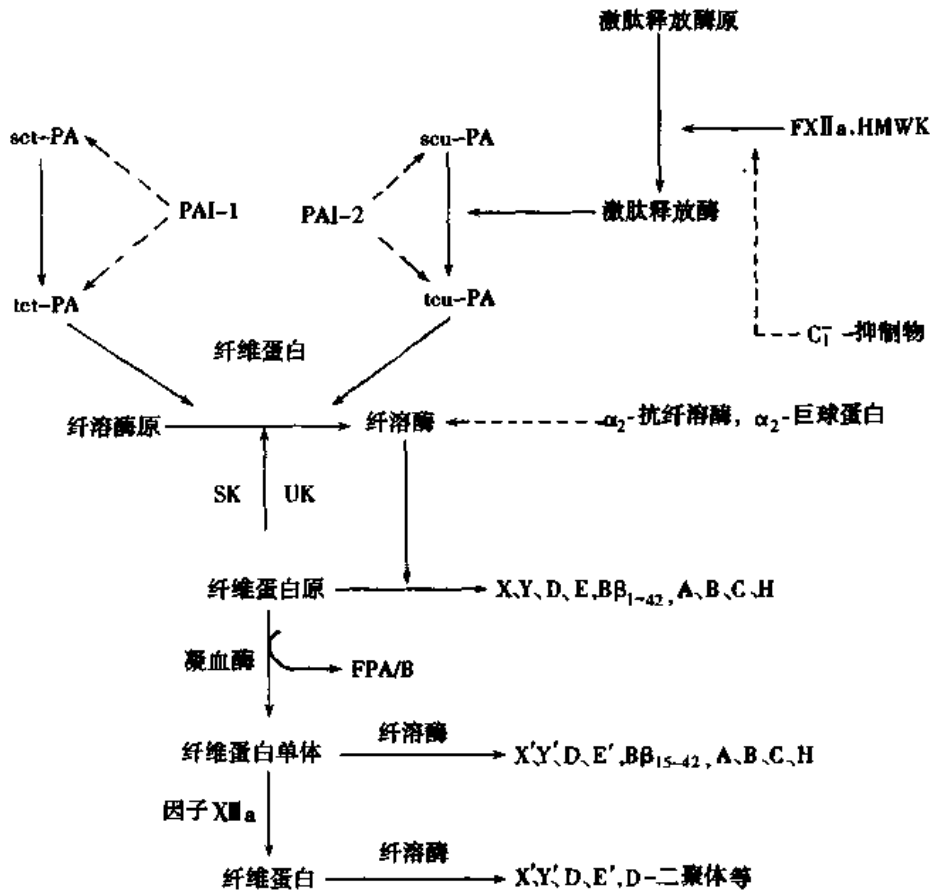 激肽释放酶原
FXⅡa、HMWK
sct-PA
scu-PA
PAI-1
PAI-2
激肽释放酶
tct-PA
tcu-PA
C₁⁻-抑制物
纤维蛋白
纤溶酶原
纤溶酶
α₂-抗纤溶酶, α₂-巨球蛋白
SK UK
纤维蛋白原
X、Y、D、E、Bβ₁₋₄₂, A、B、C、H
凝血酶
FPA/B
纤维蛋白单体
纤溶酶
X′、Y′、D、E′、Bβ₁₅₋₄₂, A、B、C、H
因子XⅢa
纤维蛋白
纤溶酶
X′、Y′、D、E′, D-二聚体等